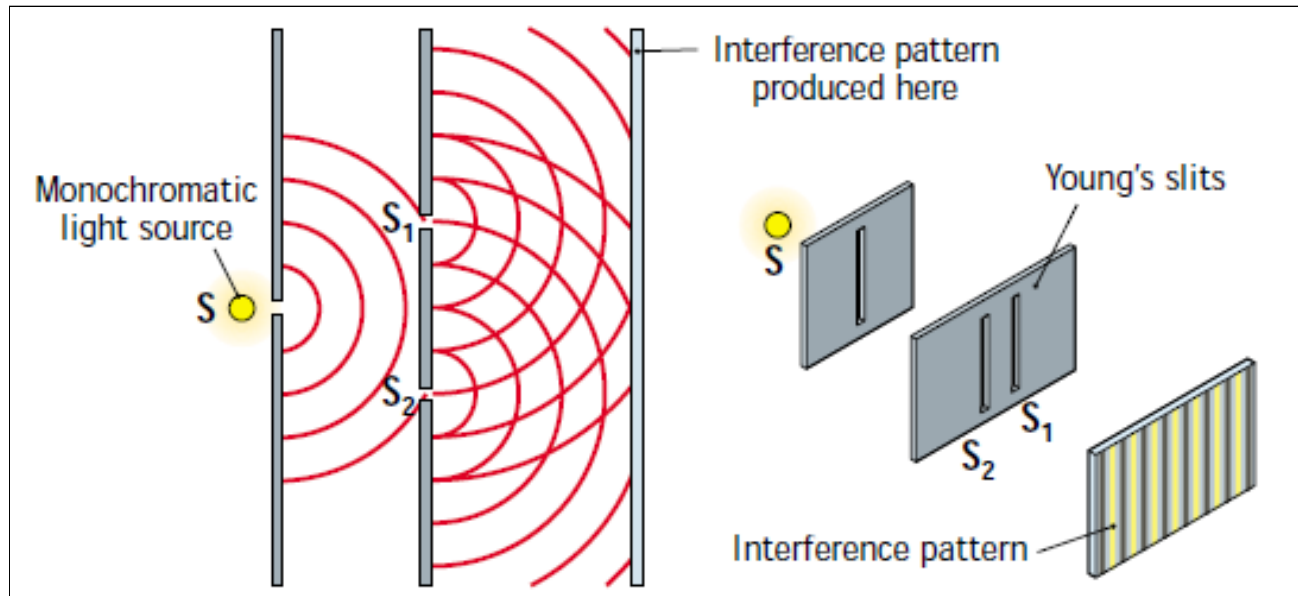 Monochromatic
light source
S
S₁
S₂
Interference pattern
produced here
S
Young's slits
S₁
S₂
Interference pattern